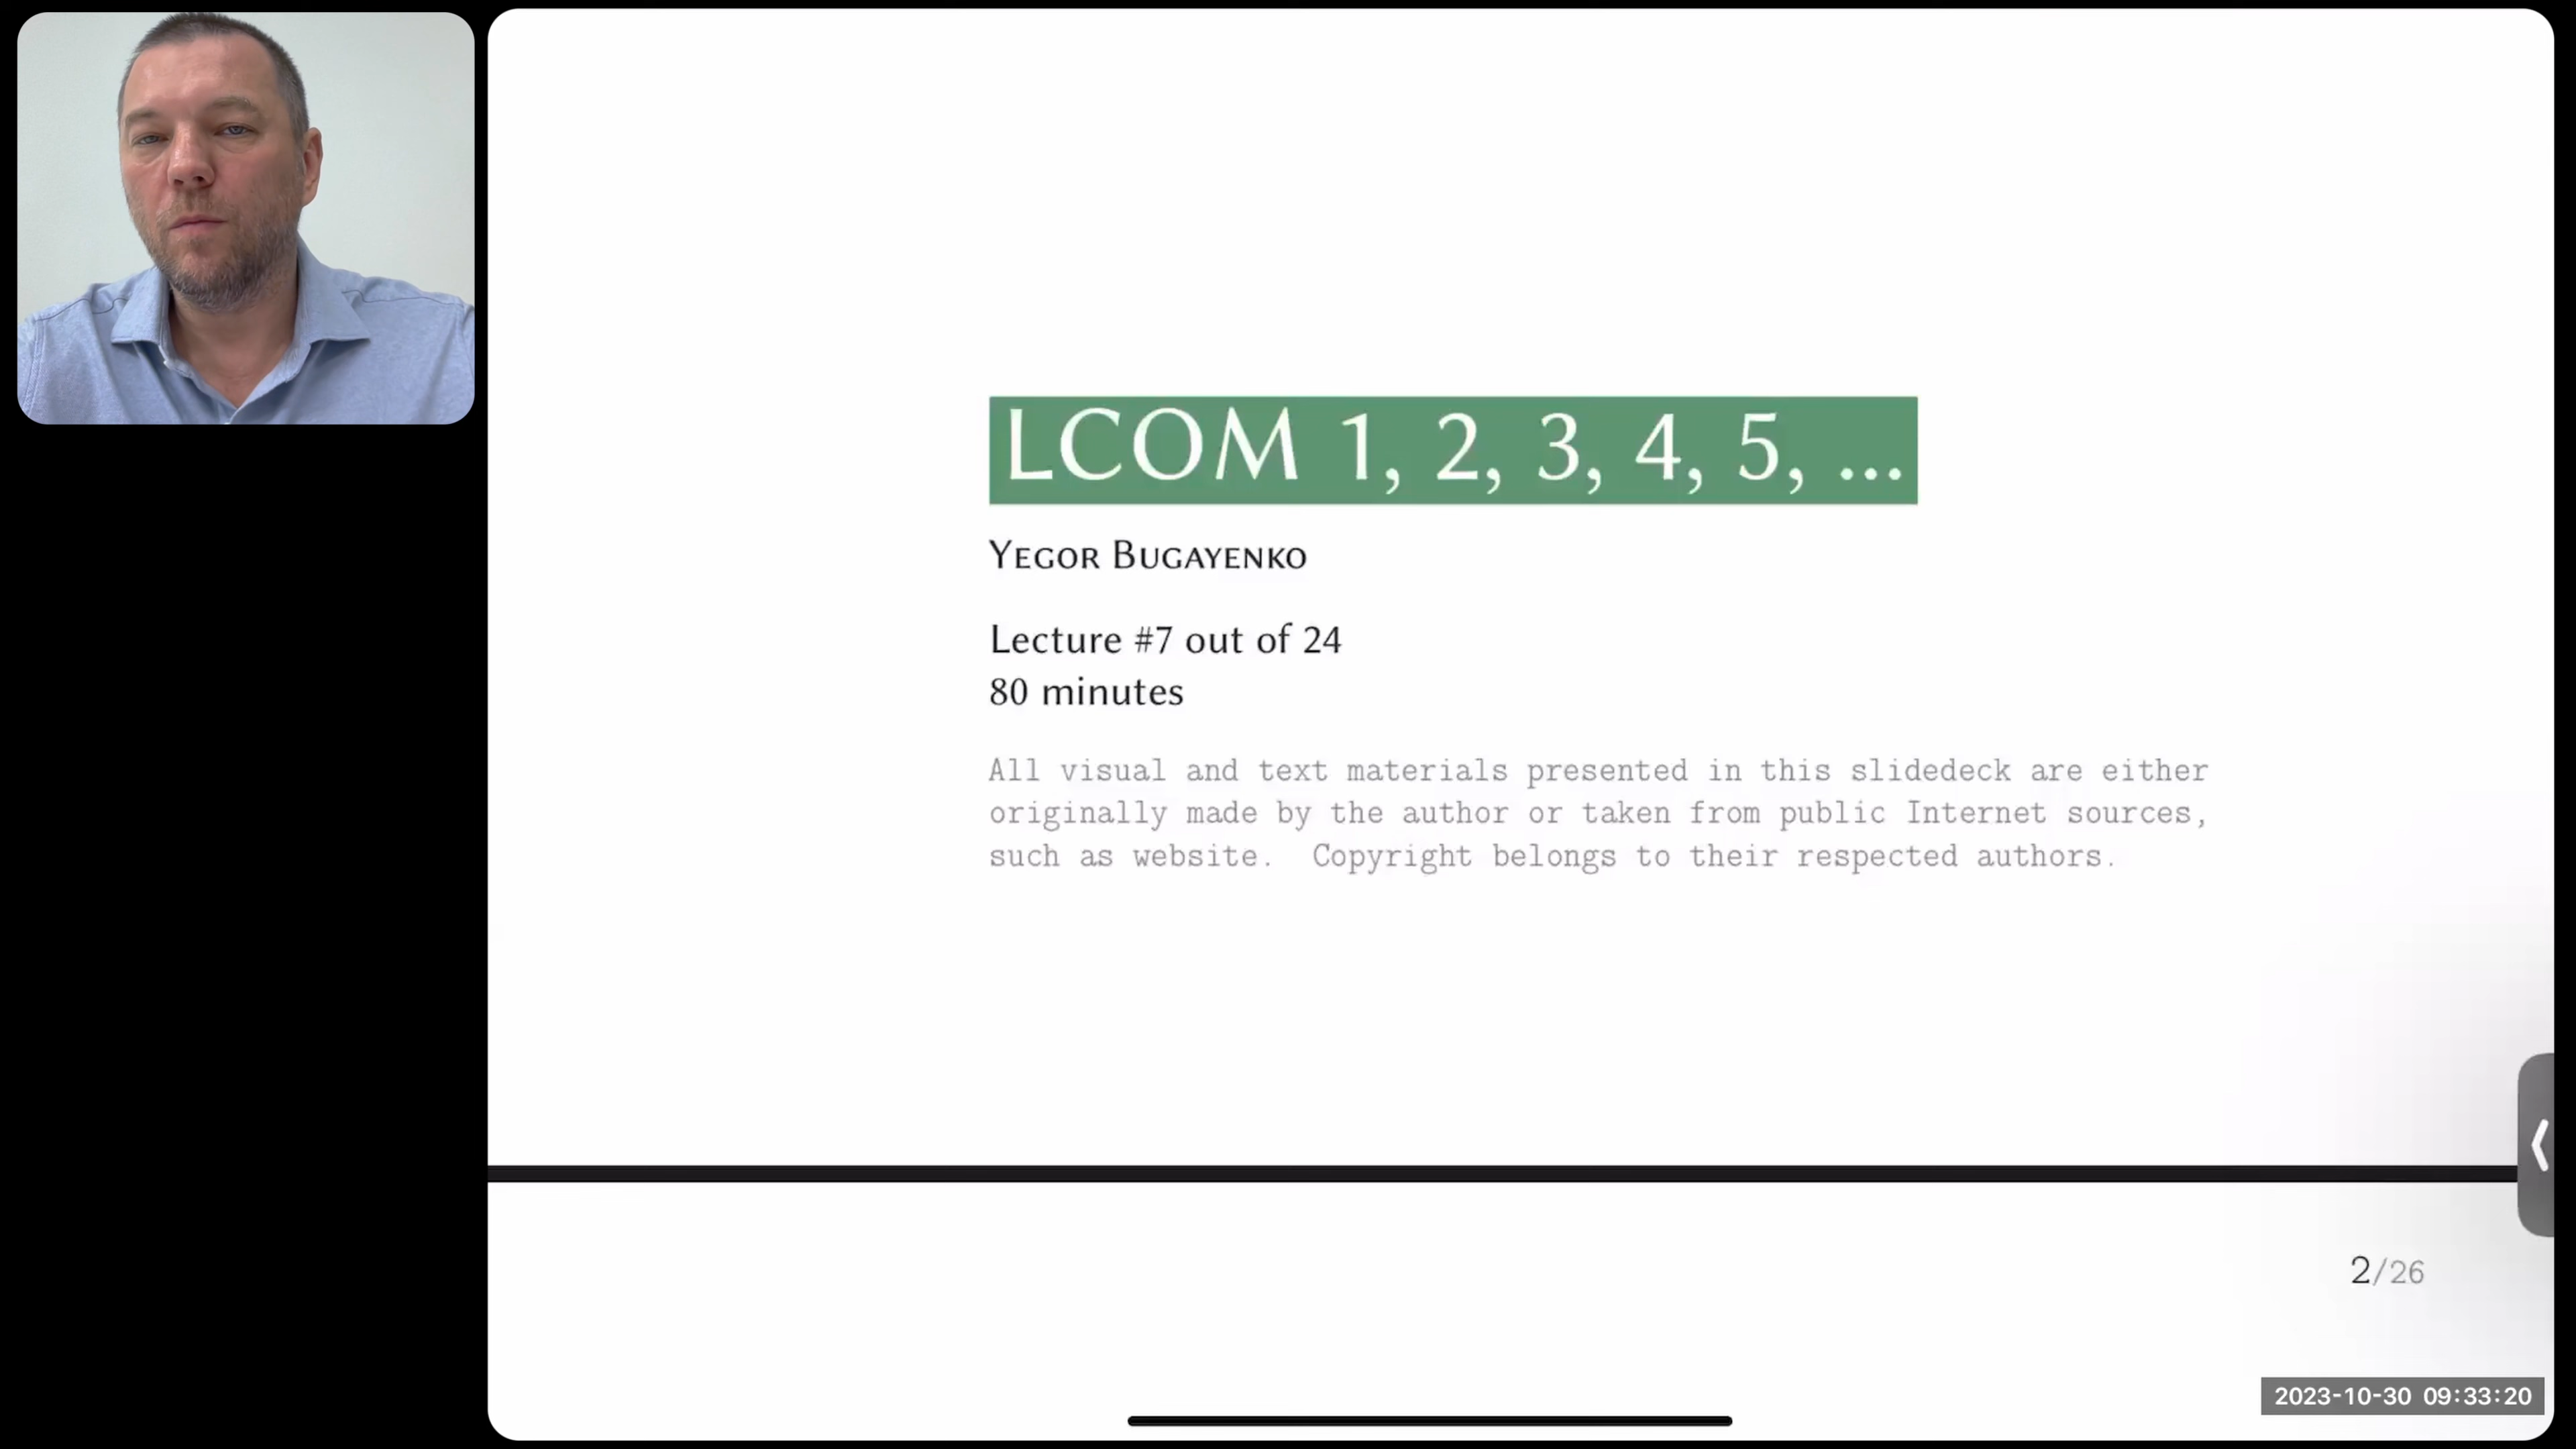 LCOM 1, 2, 3, 4, 5, ...
Yegor Bugayenko
Lecture #7 out of 24
80 minutes
All visual and text materials presented in this slidedeck are either
originally made by the author or taken from public Internet sources,
such as website. Copyright belongs to their respected authors.
2/26
2023-10-30 09:33:20